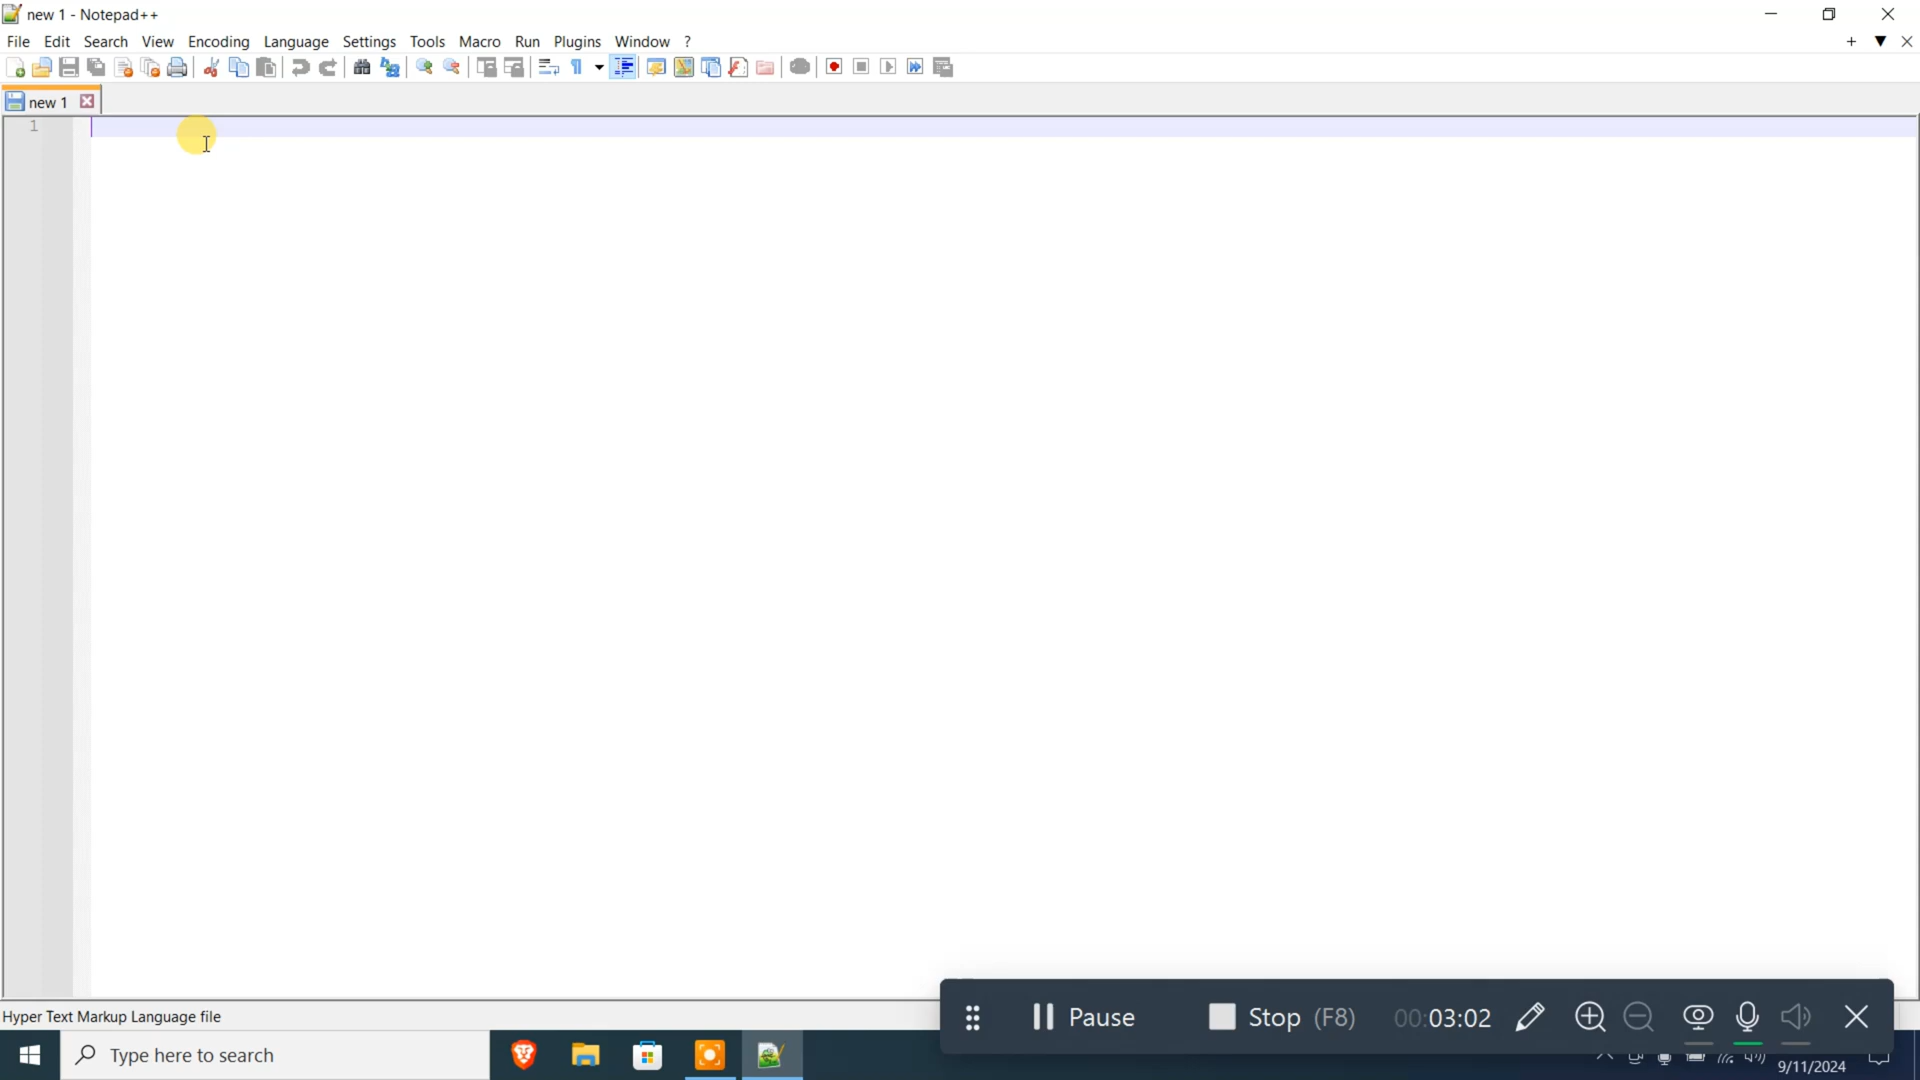 new 1 - Notepad++
File Edit Search View Encoding Language Settings Tools Macro Run Plugins Window ?
new 1
1
Pause Stop (F8) 00:03:02
Hyper Text Markup Language file
Type here to search
9/11/2024